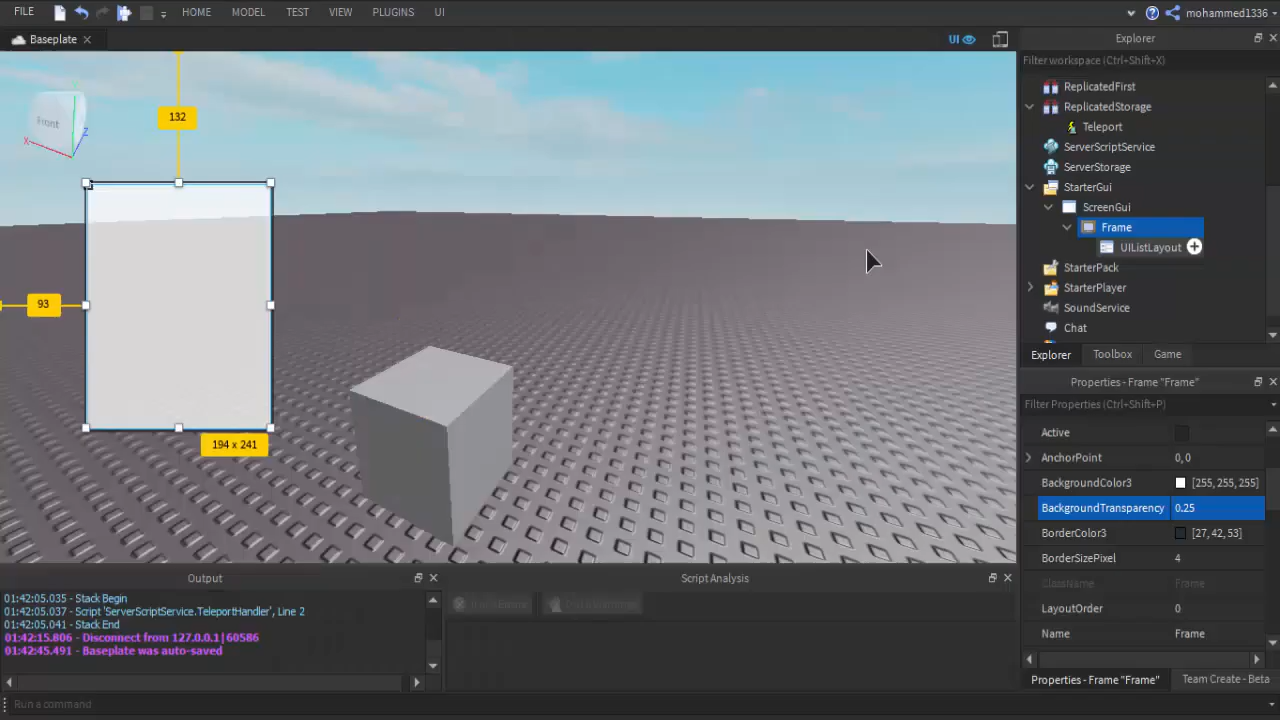 FILE HOME MODEL TEST VIEW PLUGINS UI mohammed1336
Baseplate UI
Explorer
Filter workspace (Ctrl+Shift+X)
ReplicatedFirst
ReplicatedStorage
Teleport
ServerScriptService
ServerStorage
StarterGui
ScreenGui
Frame
UIListLayout
StarterPack
StarterPlayer
SoundService
Chat
Explorer Toolbox Game
Front
X
Z
132
93
194 x 241
Properties - Frame "Frame"
Filter Properties (Ctrl+Shift+P)
Active
AnchorPoint 0, 0
BackgroundColor3 [255, 255, 255]
BackgroundTransparency 0.25
BorderColor3 [27, 42, 53]
BorderSizePixel 4
ClassName Frame
LayoutOrder 0
Name Frame
Properties - Frame "Frame" Team Create - Beta
Output
01:42:05.035 - Stack Begin
01:42:05.037 - Script 'ServerScriptService.TeleportHandler', Line 2
01:42:05.041 - Stack End
01:42:15.806 - Disconnect from 127.0.0.1|60586
01:42:45.491 - Baseplate was auto-saved
Script Analysis
Run a command